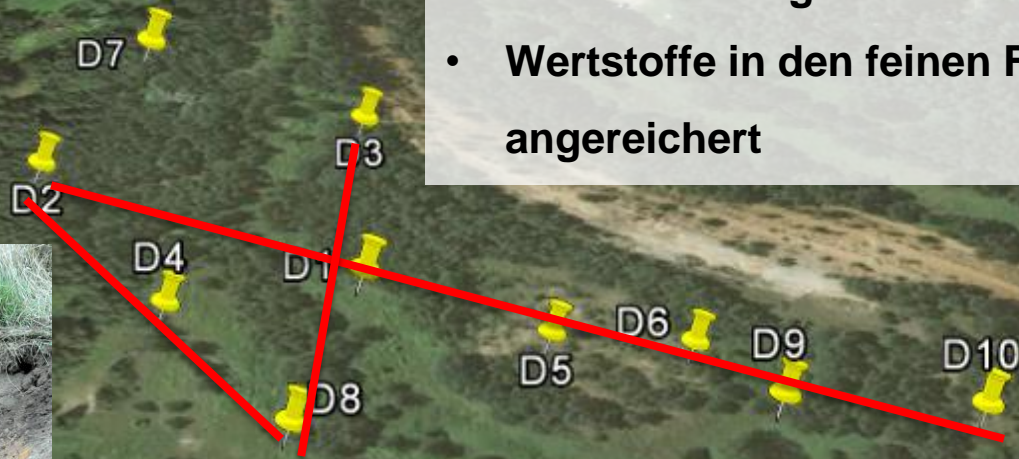 • Wertstoffe in den feinen
angereichert
D7
D3
D2
D4
D1
D6
D9
D10
D5
D8